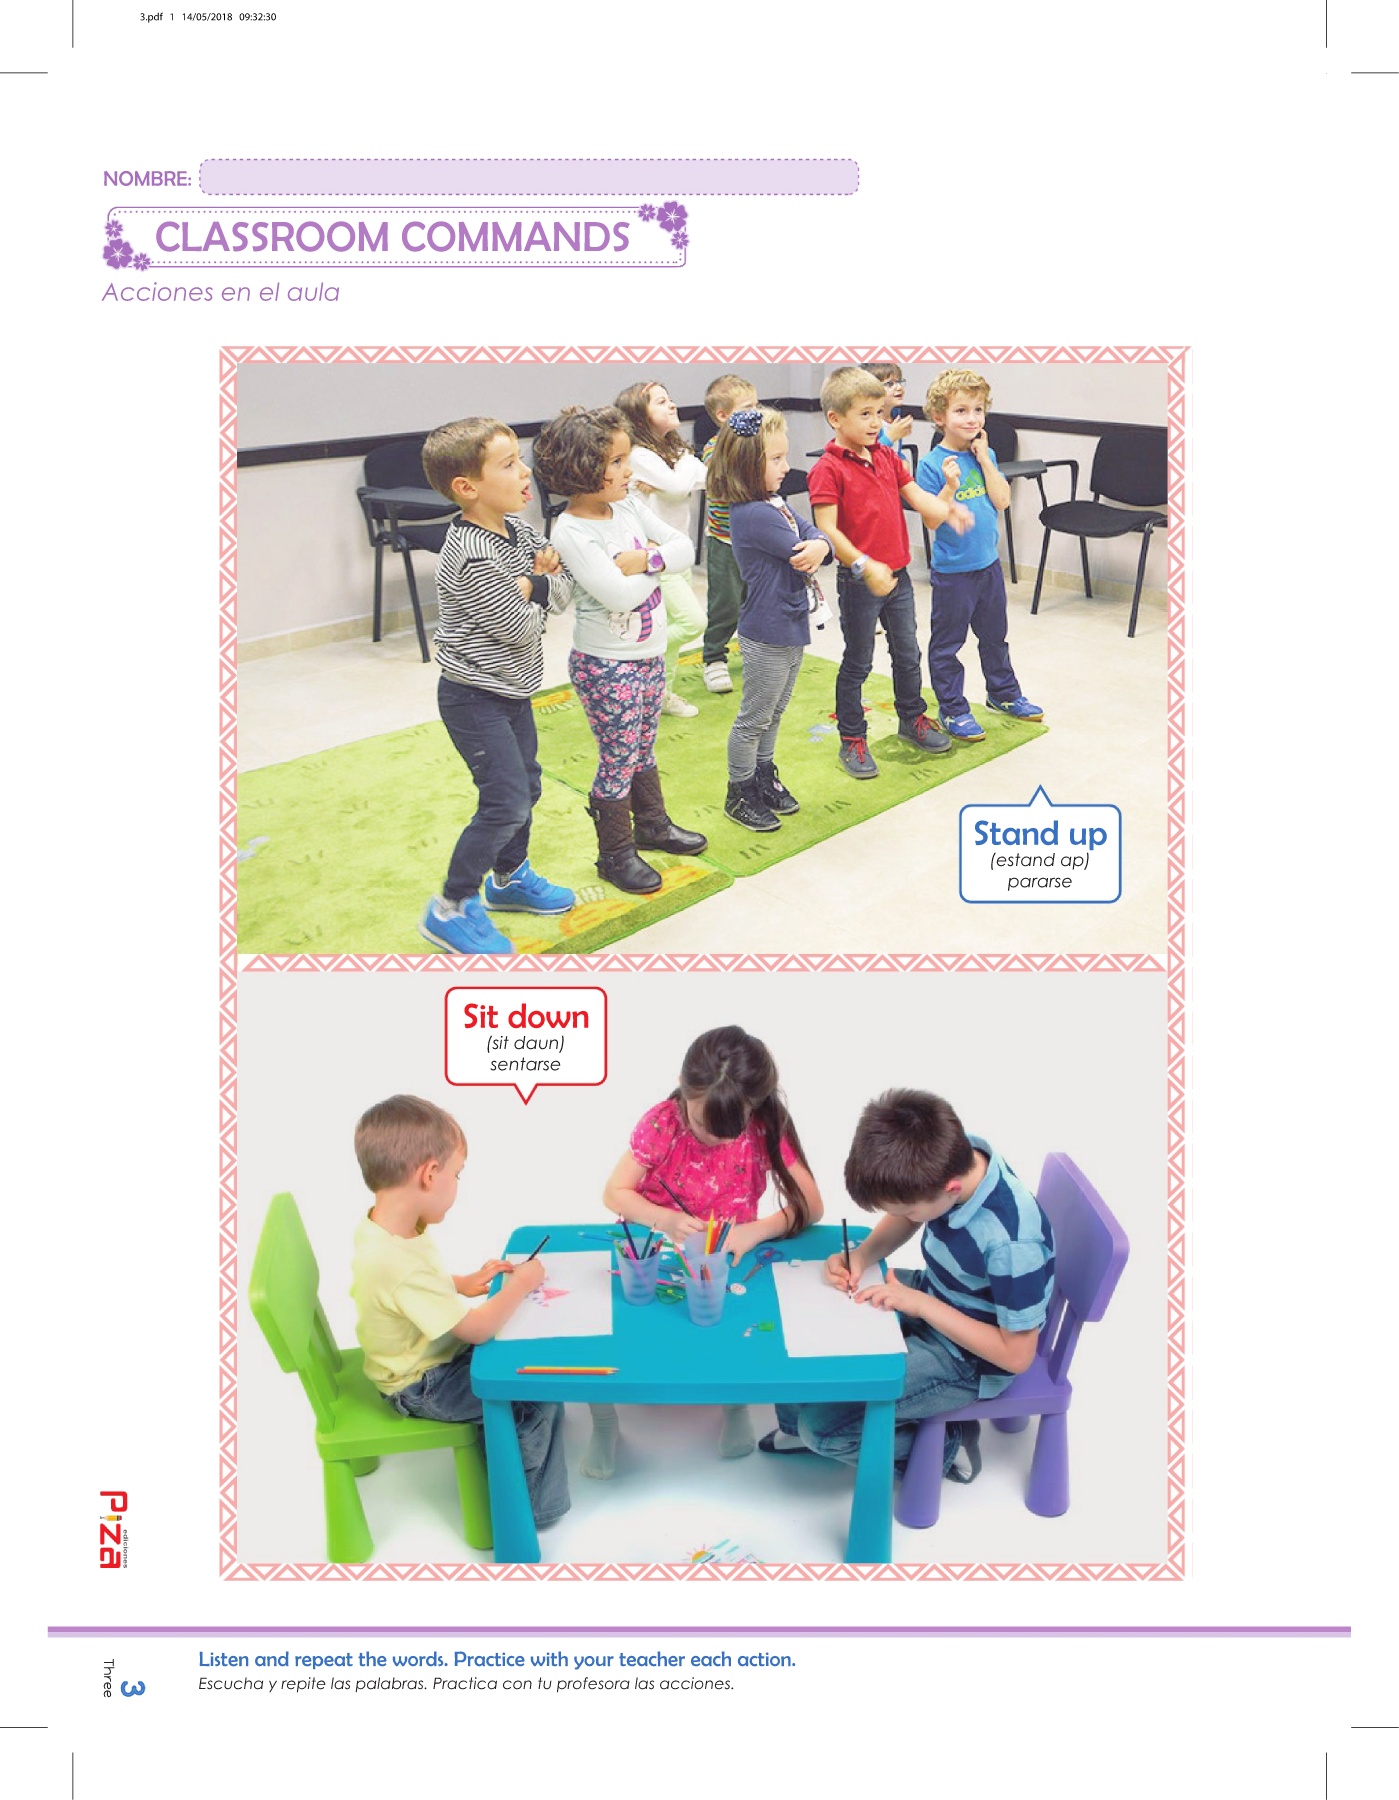 3.pdf 1 14/05/2018 09:32:30
NOMBRE:
CLASSROOM COMMANDS
Acciones en el aula
adidas
Stand up
(estand ap)
pararse
Sit down
(sit daun)
sentarse
Piza
ediciones
Three
3
Listen and repeat the words. Practice with your teacher each action.
Escucha y repite las palabras. Practica con tu profesora las acciones.